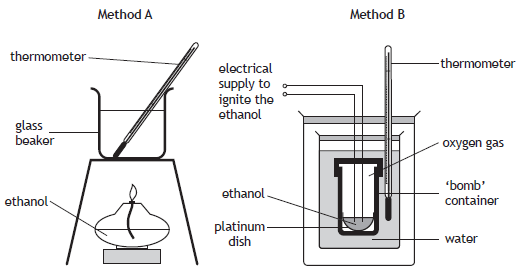 Method A
thermometer
glass
beaker
ethanol
Method B
electrical
supply to
ignite the
ethanol
thermometer
oxygen gas
'bomb'
container
ethanol
platinum
dish
water